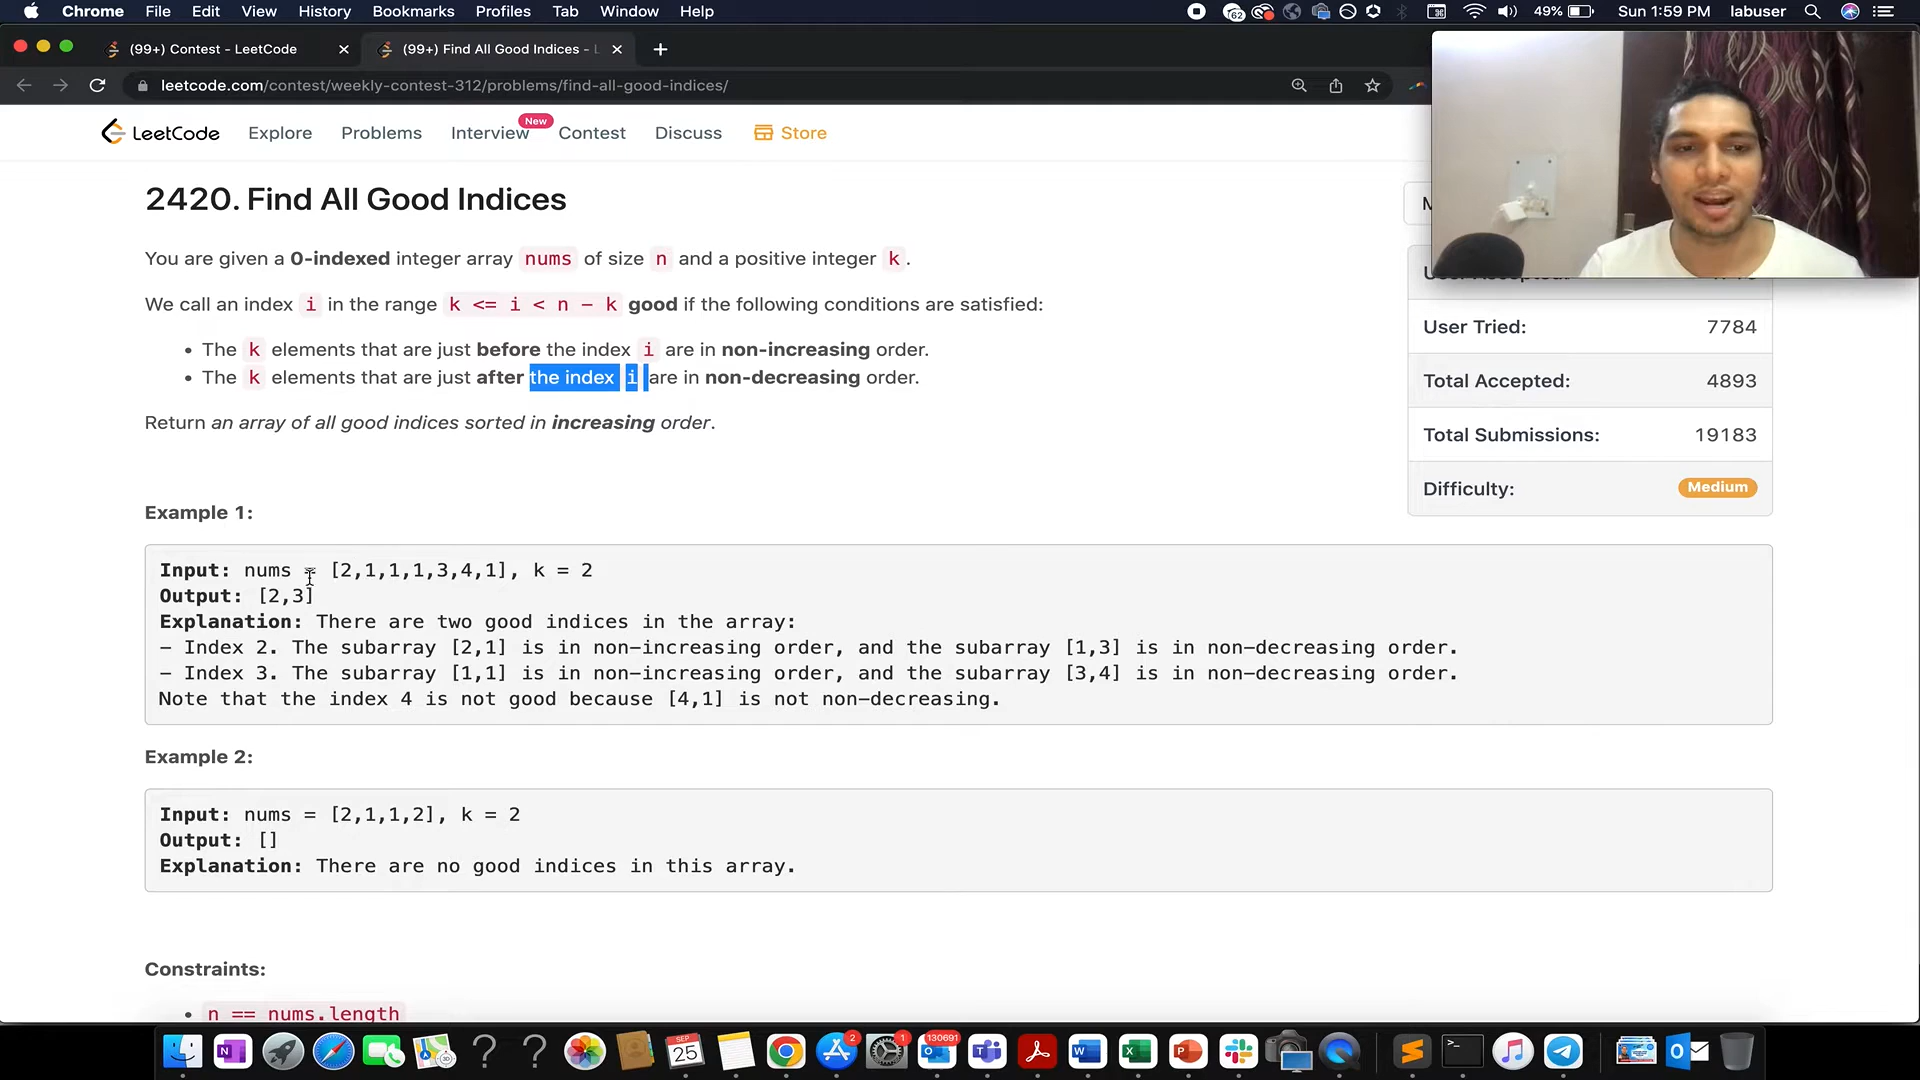 Chrome File Edit View History Bookmarks Profiles Tab Window Help 62 49% Sun 1:59 PM labuser
(99+) Contest - LeetCode (99+) Find All Good Indices - L
leetcode.com/contest/weekly-contest-312/problems/find-all-good-indices/
LeetCode Explore Problems Interview New Contest Discuss Store
2420. Find All Good Indices
You are given a 0-indexed integer array nums of size n and a positive integer k.
We call an index i in the range k <= i < n - k good if the following conditions are satisfied:
• The k elements that are just before the index i are in non-increasing order.
• The k elements that are just after the index i are in non-decreasing order.
Return an array of all good indices sorted in increasing order.
User Tried: 7784
Total Accepted: 4893
Total Submissions: 19183
Difficulty: Medium
Example 1:
Input: nums = [2,1,1,1,3,4,1], k = 2
Output: [2,3]
Explanation: There are two good indices in the array:
- Index 2. The subarray [2,1] is in non-increasing order, and the subarray [1,3] is in non-decreasing order.
- Index 3. The subarray [1,1] is in non-increasing order, and the subarray [3,4] is in non-decreasing order.
Note that the index 4 is not good because [4,1] is not non-decreasing.
Example 2:
Input: nums = [2,1,1,2], k = 2
Output: []
Explanation: There are no good indices in this array.
Constraints:
• n == nums.length
SEP 25 2 1 130691